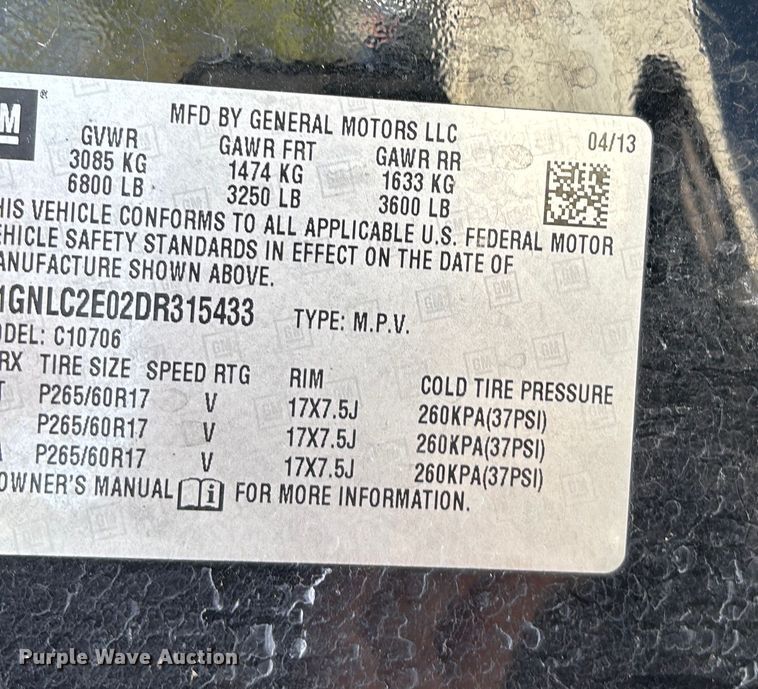 M ®
MFD BY GENERAL MOTORS LLC 04/13
GVWR GAWR FRT GAWR RR
3085 KG 1474 KG 1633 KG
6800 LB 3250 LB 3600 LB
HIS VEHICLE CONFORMS TO ALL APPLICABLE U.S. FEDERAL MOTOR
EHICLE SAFETY STANDARDS IN EFFECT ON THE DATE OF
ANUFACTURE SHOWN ABOVE.
1GNLC2E02DR315433 TYPE: M.P.V.
ODEL: C10706
RX TIRE SIZE SPEED RTG RIM COLD TIRE PRESSURE
T P265/60R17 V 17X7.5J 260KPA(37PSI)
P265/60R17 V 17X7.5J 260KPA(37PSI)
P265/60R17 V 17X7.5J 260KPA(37PSI)
OWNER'S MANUAL i FOR MORE INFORMATION.
Purple Wave Auction